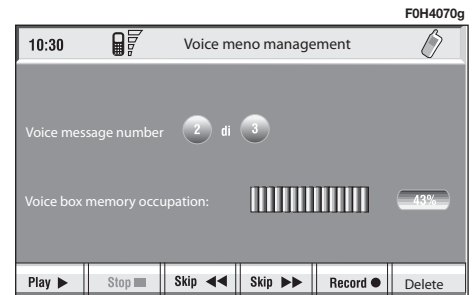 F0H4070g
10:30 Voice meno management
Voice message number 2 di 3
Voice box memory occupation: 43%
Play Stop Skip Skip Record Delete